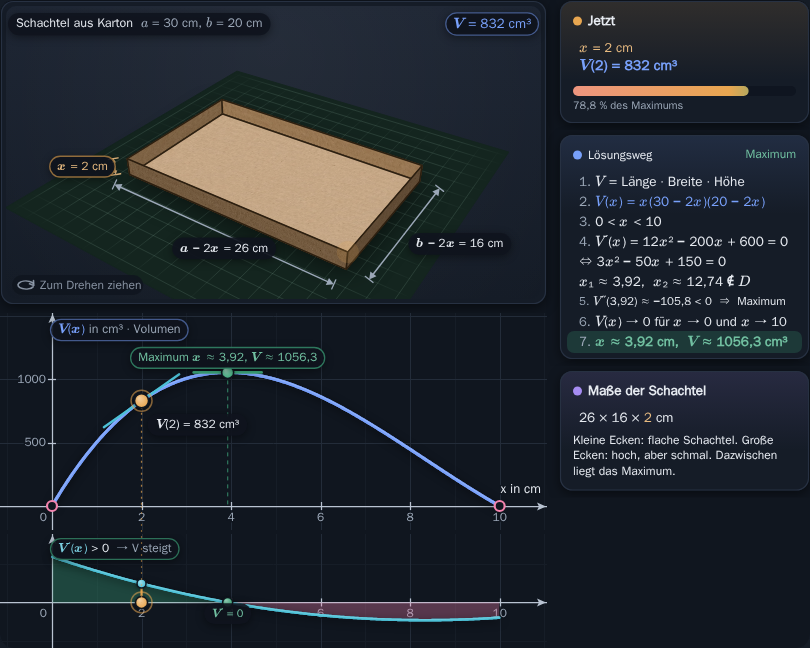 Schachtel aus Karton a = 30 cm, b = 20 cm
V = 832 cm³
x = 2 cm
a − 2x = 26 cm
b − 2x = 16 cm
Zum Drehen ziehen
V(x) in cm³ · Volumen
Maximum x ≈ 3,92, V ≈ 1056,3
1000
V(2) = 832 cm³
500
x in cm
0 2 4 6 8 10
V′(x) > 0 → V steigt
0 2 6 8 10
V′ = 0
Jetzt
x = 2 cm
V(2) = 832 cm³
78,8 % des Maximums
Lösungsweg Maximum
1. V = Länge · Breite · Höhe
2. V(x) = x(30 − 2x)(20 − 2x)
3. 0 < x < 10
4. V′(x) = 12x² − 200x + 600 = 0
⇔ 3x² − 50x + 150 = 0
x₁ ≈ 3,92, x₂ ≈ 12,74 ∉ D
5. V″(3,92) ≈ −105,8 < 0 ⇒ Maximum
6. V(x) → 0 für x → 0 und x → 10
7. x ≈ 3,92 cm, V ≈ 1056,3 cm³
Maße der Schachtel
26 × 16 × 2 cm
Kleine Ecken: flache Schachtel. Große
Ecken: hoch, aber schmal. Dazwischen
liegt das Maximum.